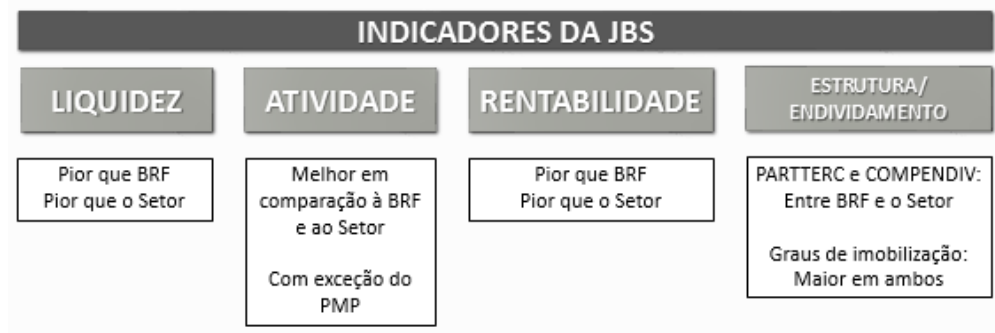 INDICADORES DA JBS
LIQUIDEZ
Pior que BRF
Pior que o Setor
ATIVIDADE
Melhor em
comparação à BRF
e ao Setor
Com exceção do
PMP
RENTABILIDADE
Pior que BRF
Pior que o Setor
ESTRUTURA/
ENDIVIDAMENTO
PARTTERC e COMPENDIV:
Entre BRF e o Setor
Graus de imobilização:
Maior em ambos